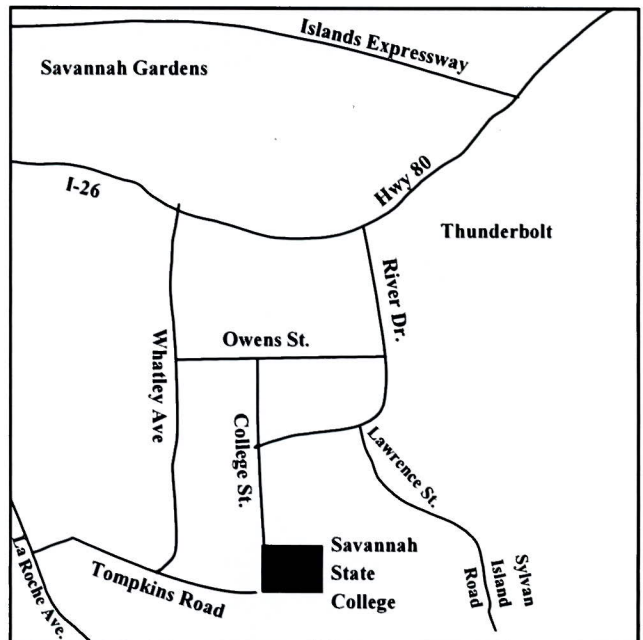 Islands Expressway
Savannah Gardens
I-26
Hwy 80
Thunderbolt
River Dr.
Owens St.
Whatley Ave
College St.
Lawrence St.
Savannah
State
College
Sylvan
Island
Road
Tompkins Road
La Roche Ave.